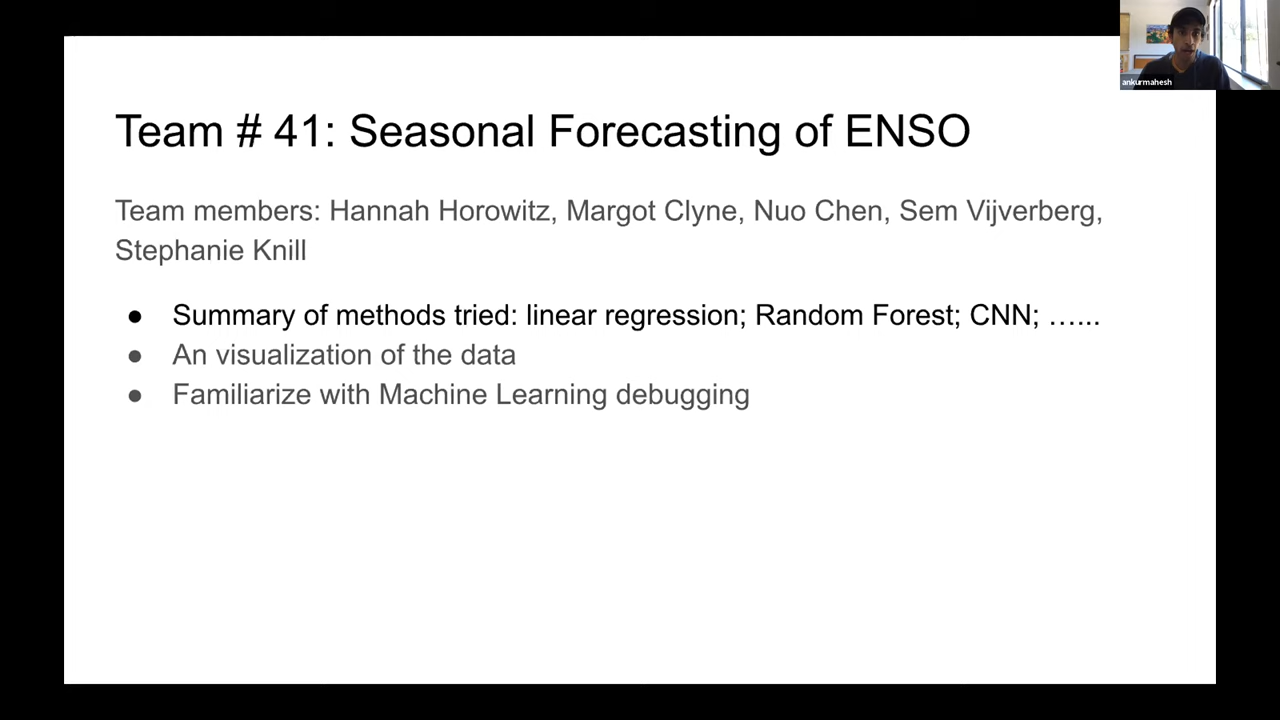 ankurmahesh
Team # 41: Seasonal Forecasting of ENSO
Team members: Hannah Horowitz, Margot Clyne, Nuo Chen, Sem Vijverberg,
Stephanie Knill
● Summary of methods tried: linear regression; Random Forest; CNN; …...
● An visualization of the data
● Familiarize with Machine Learning debugging